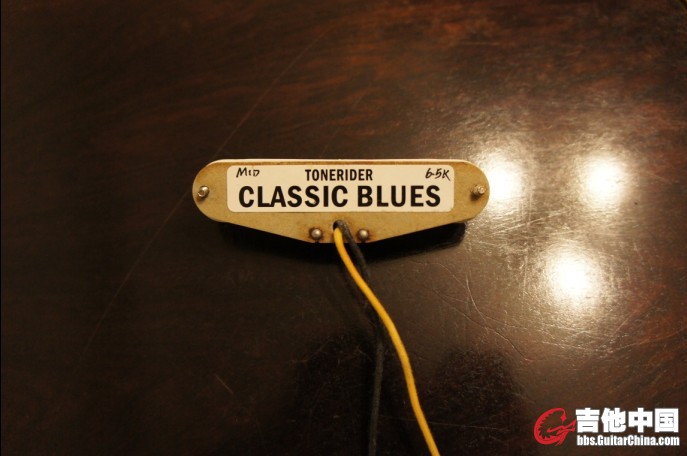 MID TONERIDER 6.5K
CLASSIC BLUES
吉他中国
bbs.GuitarChina.com